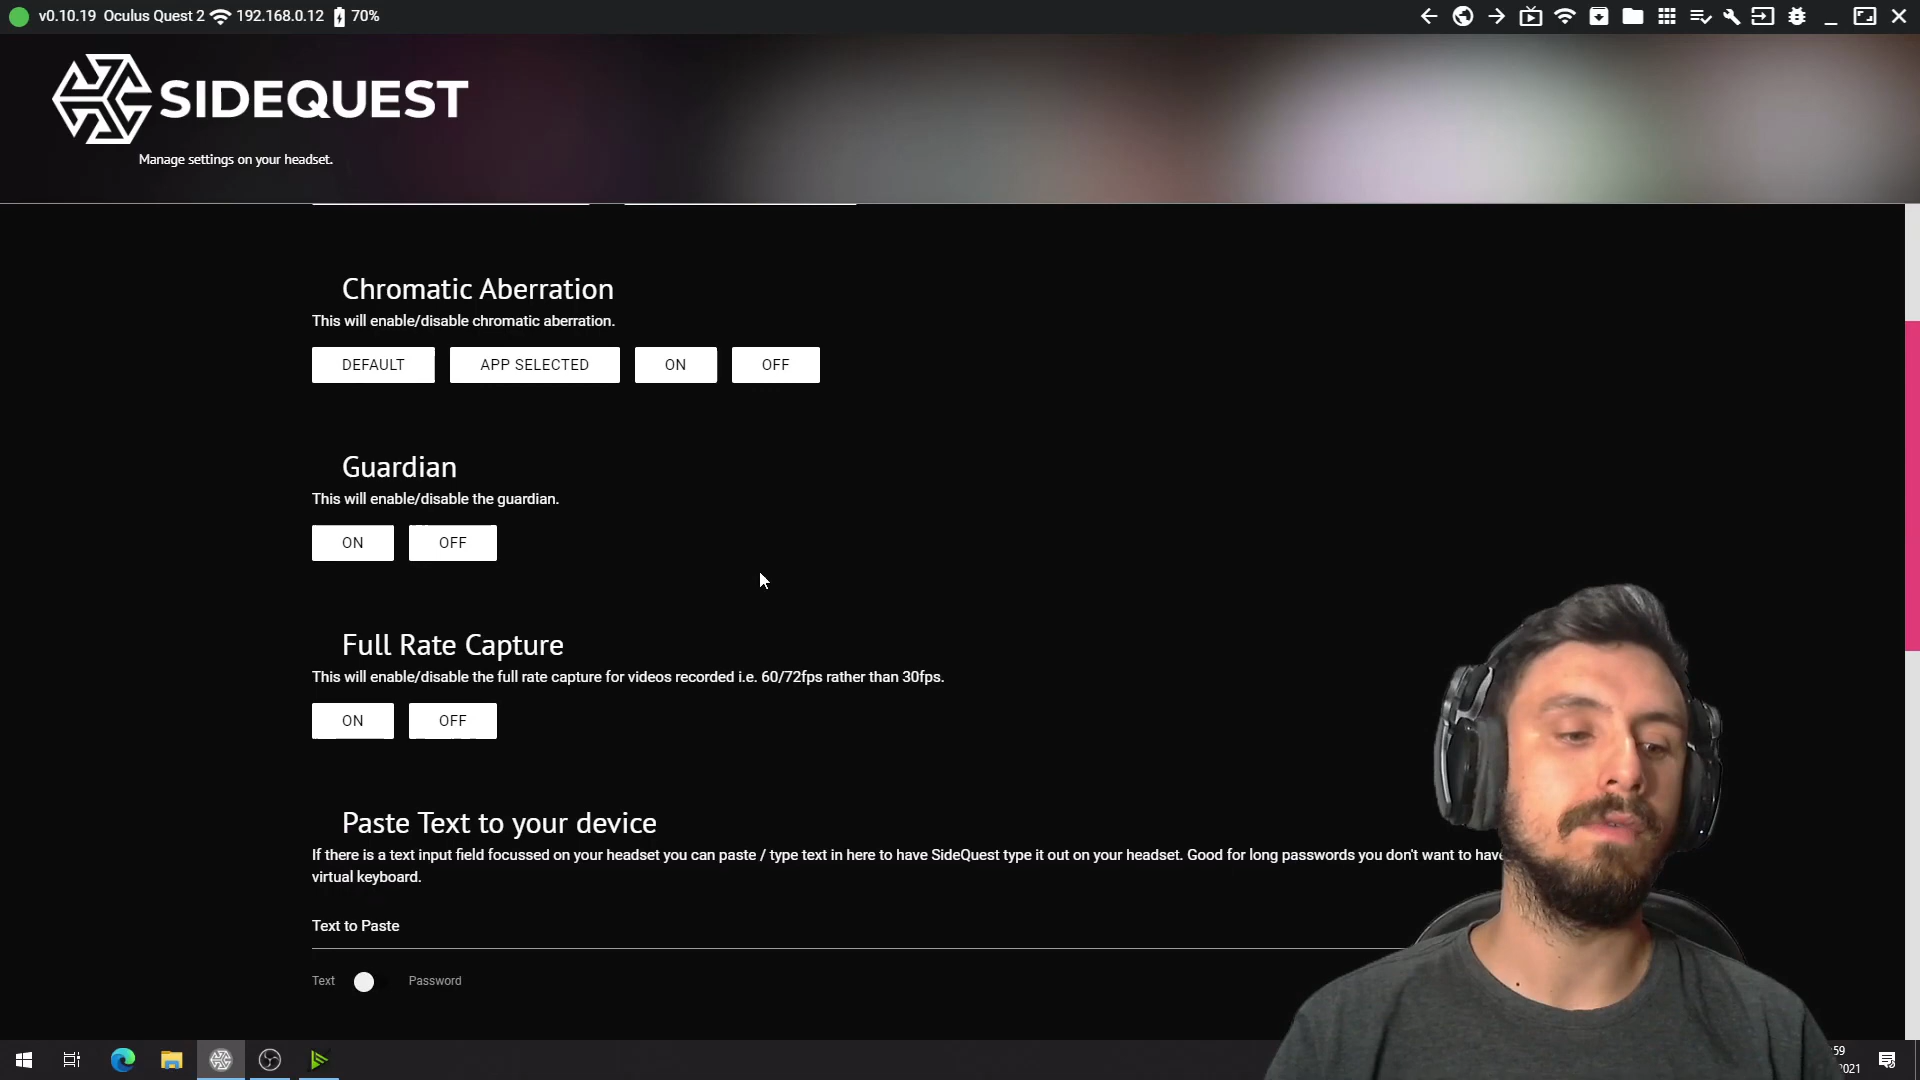 v0.10.19 Oculus Quest 2 192.168.0.12 70%
SIDEQUEST
Manage settings on your headset.
Chromatic Aberration
This will enable/disable chromatic aberration.
DEFAULT APP SELECTED ON OFF
Guardian
This will enable/disable the guardian.
ON OFF
Full Rate Capture
This will enable/disable the full rate capture for videos recorded i.e. 60/72fps rather than 30fps.
ON OFF
Paste Text to your device
If there is a text input field focussed on your headset you can paste / type text in here to have SideQuest type it out on your headset. Good for long passwords you don't want to have
virtual keyboard.
Text to Paste
Text Password
59
2021